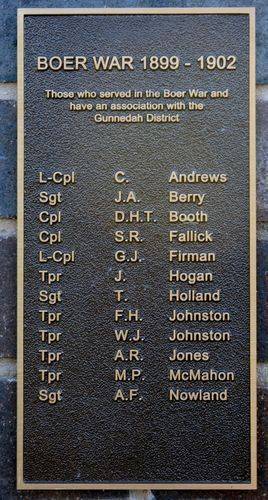 BOER WAR 1899 - 1902
Those who served in the Boer War and
have an association with the
Gunnedah District
L-Cpl C. Andrews
Sgt J.A. Berry
Cpl D.H.T. Booth
Cpl S.R. Fallick
L-Cpl G.J. Firman
Tpr J. Hogan
Sgt T. Holland
Tpr F.H. Johnston
Tpr W.J. Johnston
Tpr A.R. Jones
Tpr M.P. McMahon
Sgt A.F. Nowland